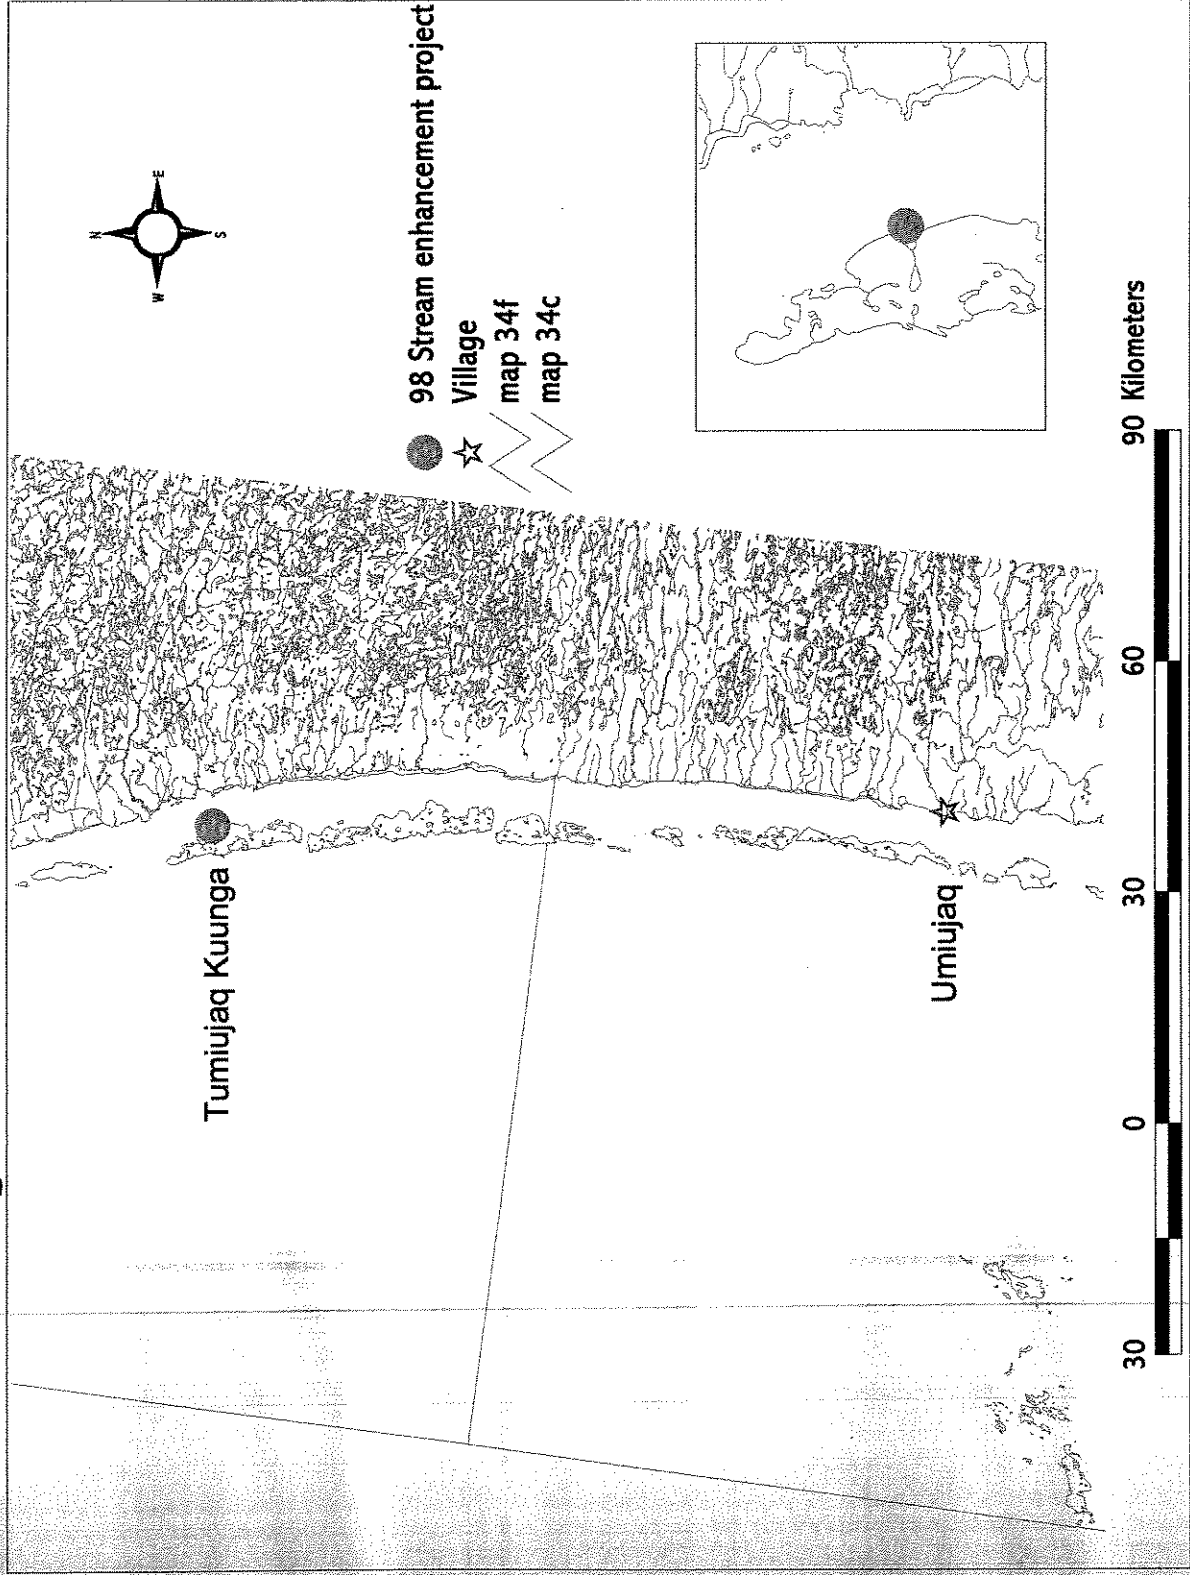 N
W
E
S
98 Stream enhancement project
Village
map 34f
map 34c
Tumiujaq Kuunga
Umiujaq
30
0
30
60
90 Kilometers